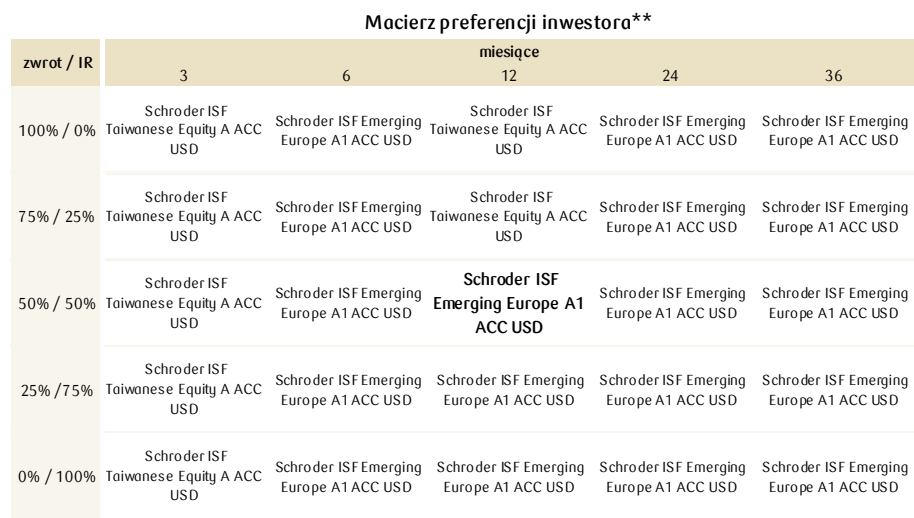 Macierz preferencji inwestora**
zwrot / IR
miesiące
3 6 12 24 36
100% / 0%
Schroder ISF
Taiwanese Equity A ACC
USD
Schroder ISF Emerging
Europe A1 ACC USD
Schroder ISF
Taiwanese Equity A ACC
USD
Schroder ISF Emerging
Europe A1 ACC USD
Schroder ISF Emerging
Europe A1 ACC USD
75% / 25%
Schroder ISF
Taiwanese Equity A ACC
USD
Schroder ISF Emerging
Europe A1 ACC USD
Schroder ISF
Taiwanese Equity A ACC
USD
Schroder ISF Emerging
Europe A1 ACC USD
Schroder ISF Emerging
Europe A1 ACC USD
50% / 50%
Schroder ISF
Taiwanese Equity A ACC
USD
Schroder ISF Emerging
Europe A1 ACC USD
Schroder ISF
Emerging Europe A1
ACC USD
Schroder ISF Emerging
Europe A1 ACC USD
Schroder ISF Emerging
Europe A1 ACC USD
25% /75%
Schroder ISF
Taiwanese Equity A ACC
USD
Schroder ISF Emerging
Europe A1 ACC USD
Schroder ISF Emerging
Europe A1 ACC USD
Schroder ISF Emerging
Europe A1 ACC USD
Schroder ISF Emerging
Europe A1 ACC USD
0% / 100%
Schroder ISF
Taiwanese Equity A ACC
USD
Schroder ISF Emerging
Europe A1 ACC USD
Schroder ISF Emerging
Europe A1 ACC USD
Schroder ISF Emerging
Europe A1 ACC USD
Schroder ISF Emerging
Europe A1 ACC USD